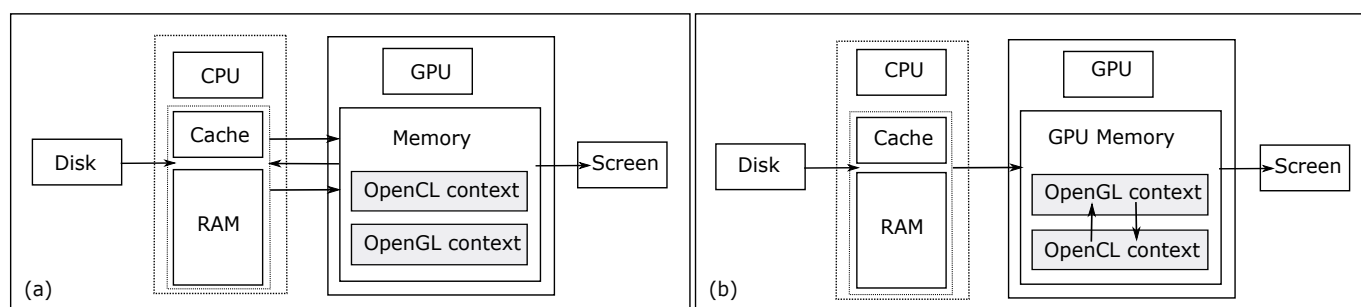 CPU
GPU
Cache
Memory
Disk
Screen
OpenCL context
RAM
OpenGL context
(a)
CPU
GPU
Cache
GPU Memory
Disk
Screen
OpenGL context
RAM
OpenCL context
(b)